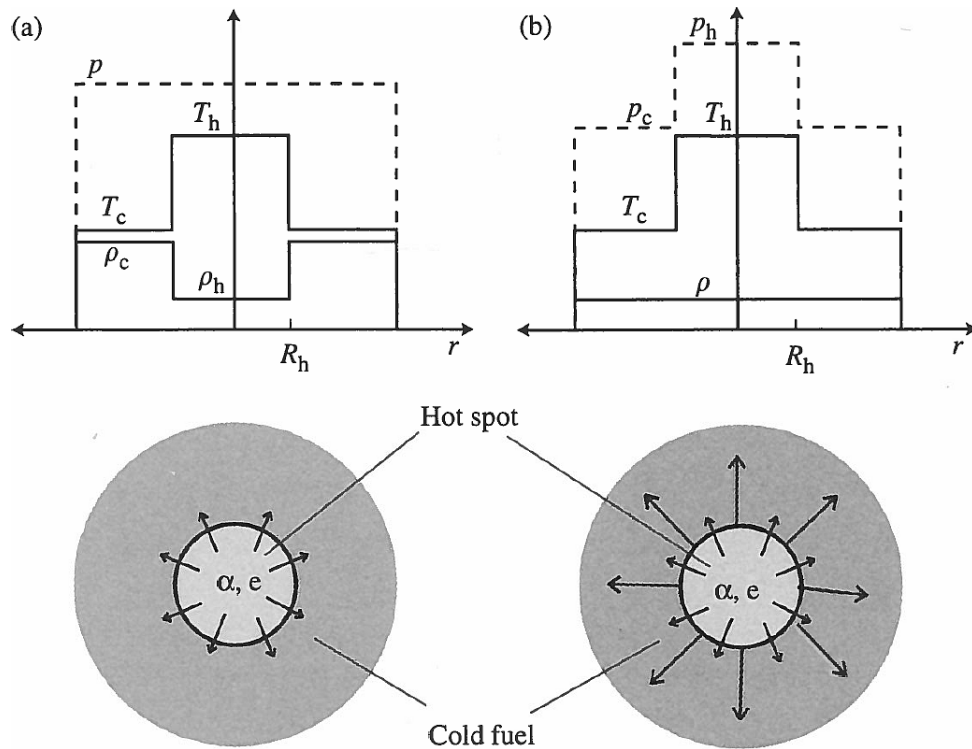 (a)
p
T_h
T_c
ρ_c
ρ_h
R_h
r
(b)
p_h
p_c
T_h
T_c
ρ
R_h
r
Hot spot
α, e
α, e
Cold fuel